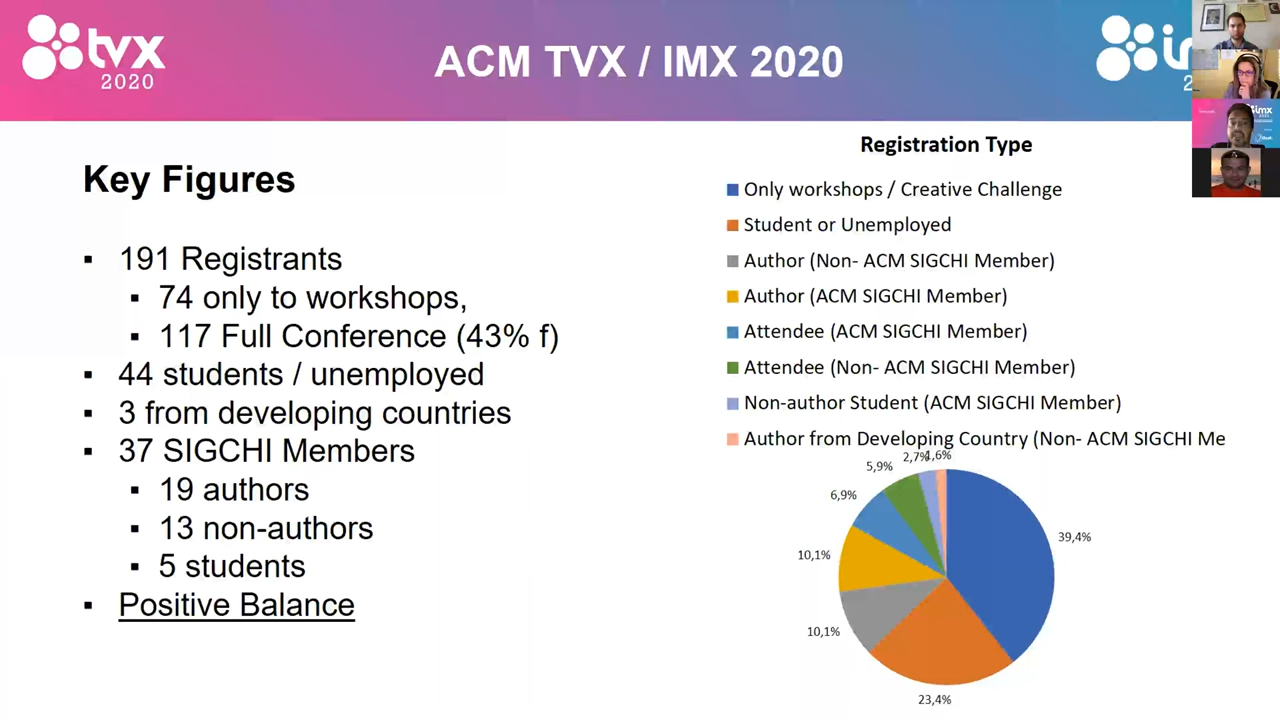 tvx
2020
ACM TVX / IMX 2020
Key Figures
▪ 191 Registrants
▪ 74 only to workshops,
▪ 117 Full Conference (43% f)
▪ 44 students / unemployed
▪ 3 from developing countries
▪ 37 SIGCHI Members
▪ 19 authors
▪ 13 non-authors
▪ 5 students
▪ Positive Balance
Registration Type
Only workshops / Creative Challenge
Student or Unemployed
Author (Non- ACM SIGCHI Member)
Author (ACM SIGCHI Member)
Attendee (ACM SIGCHI Member)
Attendee (Non- ACM SIGCHI Member)
Non-author Student (ACM SIGCHI Member)
Author from Developing Country (Non- ACM SIGCHI Me
39,4%
23,4%
10,1%
10,1%
6,9%
5,9%
2,7%
1,6%
imx